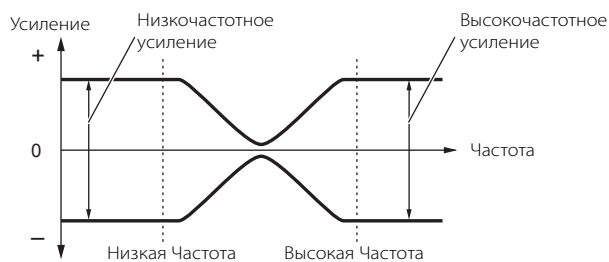 Усиление
Низкочастотное
усиление
Высокочастотное
усиление
+
0
Частота
–
Низкая Частота
Высокая Частота